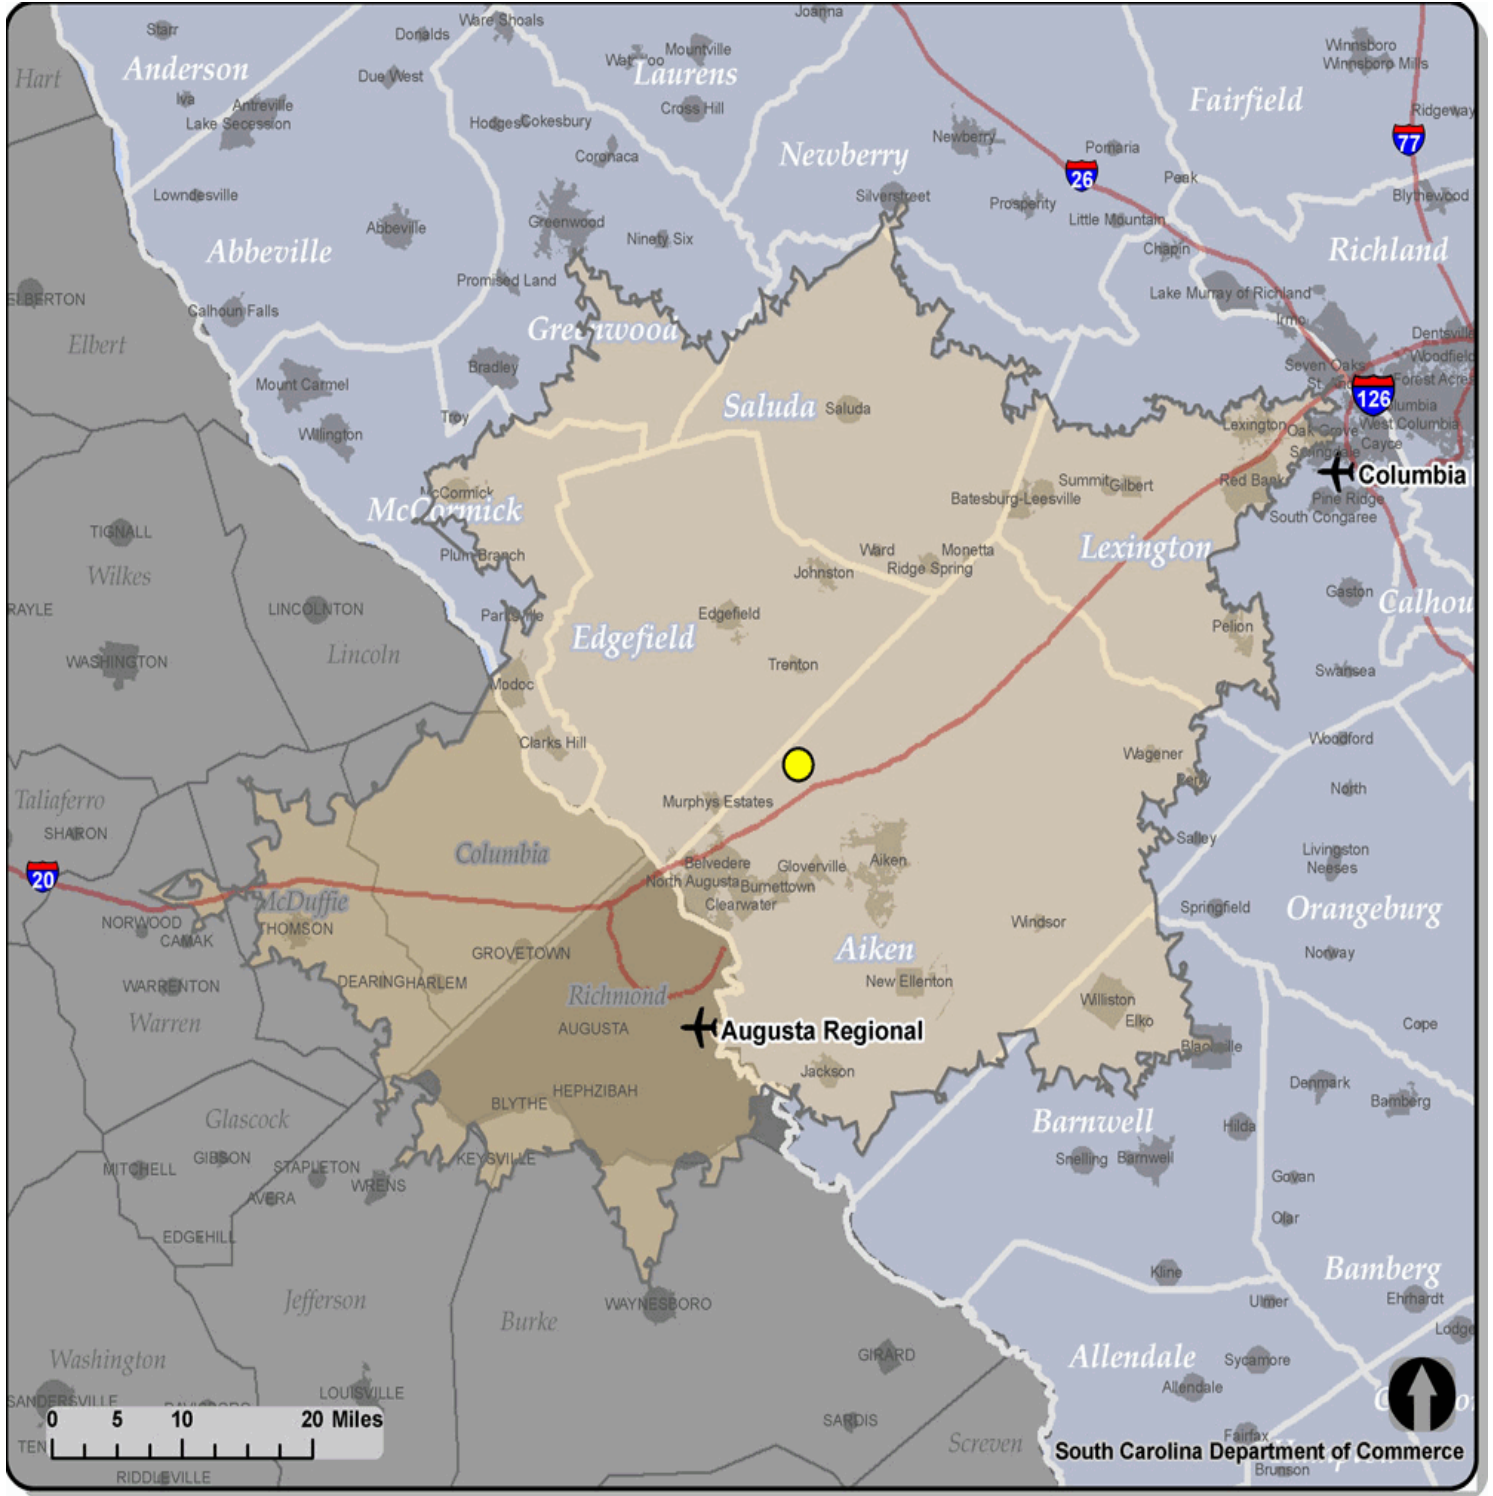 Joanna
Ware Shoals
Starr
Donalds
Winnsboro
Mountville
Winnsboro Mills
Anderson
Laurens
Hart
Due West
Fairfield
Iva
Antreville
Cross Hill
Ridgeway
Lake Secession
Hodges
Cokesbury
Newberry
77
Pomaria
Coronaca
Newberry
26
Peak
Lowndesville
Silverstreet
Blythewood
Prosperity
Little Mountain
Greenwood
Abbeville
Ninety Six
Chapin
Abbeville
Richland
Promised Land
Lake Murray of Richland
ELBERTON
Calhoun Falls
Irmo
Greenwood
Dentsville
Elbert
Woodfield
Bradley
Seven Oaks
Forest Acres
Mount Carmel
126
Saluda
Saluda
Troy
Lexington
Oak Grove
West Columbia
Willington
Cayce
Springdale
Columbia
Summit
Gilbert
Red Bank
McCormick
Batesburg-Leesville
Pine Ridge
McCormick
South Congaree
TIGNALL
Lexington
Ward
Monetta
Plum Branch
Ridge Spring
Johnston
Wilkes
Gaston
Calhou
RAYLE
LINCOLNTON
Parksville
Edgefield
Pelion
Edgefield
Lincoln
WASHINGTON
Trenton
Swansea
Modoc
Clarks Hill
Woodford
Wagener
Perry
North
Taliaferro
Murphys Estates
SHARON
Salley
Columbia
Livingston
Belvedere
Gloverville
Aiken
Neeses
20
North Augusta
Burnettown
McDuffie
Clearwater
Springfield
Orangeburg
NORWOOD
THOMSON
Windsor
CAMAK
Aiken
GROVETOWN
Norway
DEARING
HARLEM
New Ellenton
WARRENTON
Richmond
Williston
Warren
AUGUSTA
Augusta Regional
Elko
Cope
Blackville
Jackson
Denmark
HEPHZIBAH
BLYTHE
Bamberg
Glascock
Barnwell
Hilda
GIBSON
KEYSVILLE
Snelling
Barnwell
MITCHELL
STAPLETON
Govan
WRENS
AVERA
Olar
EDGEHILL
Bamberg
Kline
Jefferson
WAYNESBORO
Ulmer
Ehrhardt
Burke
Lodge
Washington
GIRARD
Allendale
Sycamore
SANDERSVILLE
LOUISVILLE
Allendale
0 5 10 20 Miles
SARDIS
Fairfax
TEN
Screven
South Carolina Department of Commerce
RIDDLEVILLE
Brunson